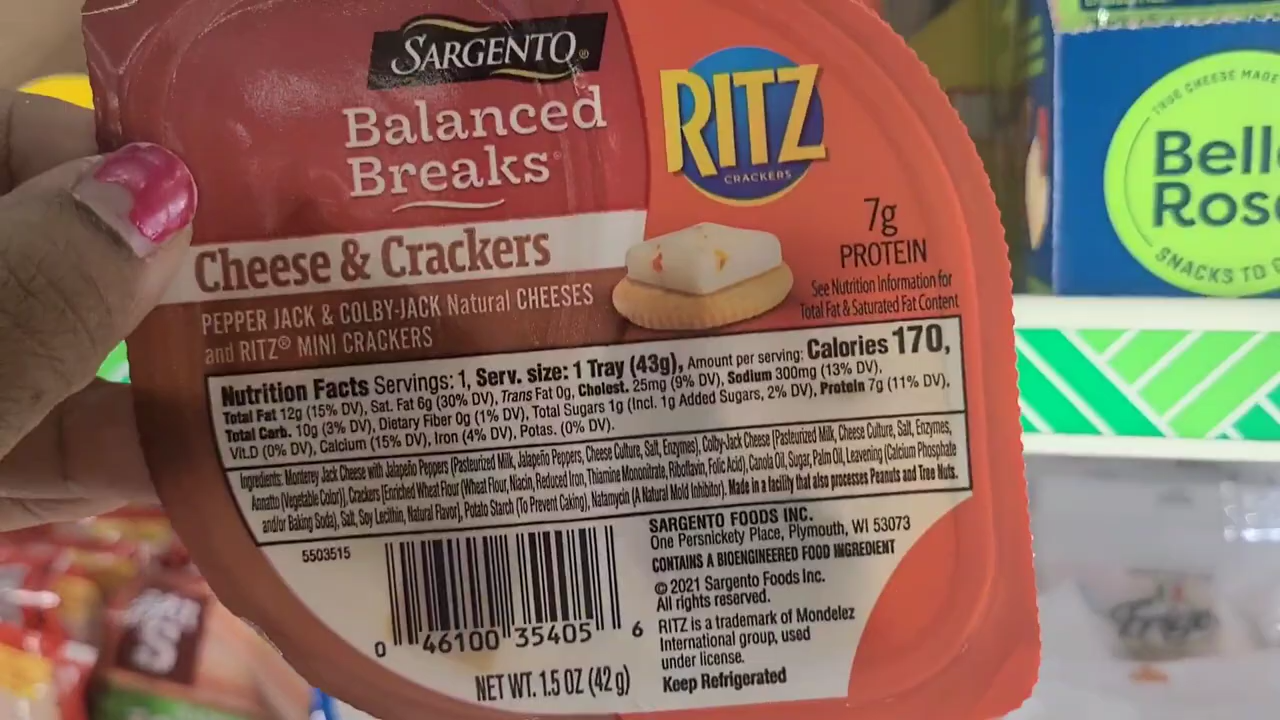 SARGENTO®
Balanced
Breaks®
RITZ
CRACKERS
7g
PROTEIN
See Nutrition Information for
Total Fat & Saturated Fat Content
Cheese & Crackers
PEPPER JACK & COLBY-JACK Natural CHEESES
and RITZ® MINI CRACKERS
Nutrition Facts Servings: 1, Serv. size: 1 Tray (43g), Amount per serving: Calories 170,
Total Fat 12g (15% DV), Sat. Fat 6g (30% DV), Trans Fat 0g, Cholest. 25mg (9% DV), Sodium 300mg (13% DV),
Total Carb. 10g (3% DV), Dietary Fiber 0g (1% DV), Total Sugars 1g (Incl. 1g Added Sugars, 2% DV), Protein 7g (11% DV),
Vit.D (0% DV), Calcium (15% DV), Iron (4% DV), Potas. (0% DV).
Ingredients: Monterey Jack Cheese with Jalapeño Peppers (Pasteurized Milk, Jalapeño Peppers, Cheese Culture, Salt, Enzymes), Colby-Jack Cheese [Pasteurized Milk, Cheese Culture, Salt, Enzymes,
Annatto (Vegetable Color)], Crackers [Enriched Wheat Flour (Wheat Flour, Niacin, Reduced Iron, Thiamine Mononitrate, Riboflavin, Folic Acid), Canola Oil, Sugar, Palm Oil, Leavening (Calcium Phosphate
and/or Baking Soda), Salt, Soy Lecithin, Natural Flavor], Potato Starch (To Prevent Caking), Natamycin (A Natural Mold Inhibitor). Made in a facility that also processes Peanuts and Tree Nuts.
5503515
0 46100 35405 6
NET WT. 1.5 OZ (42 g)
SARGENTO FOODS INC.
One Persnickety Place, Plymouth, WI 53073
CONTAINS A BIOENGINEERED FOOD INGREDIENT
© 2021 Sargento Foods Inc.
All rights reserved.
RITZ is a trademark of Mondelez
International group, used
under license.
Keep Refrigerated
TRUE CHEESE MADE
Bell
Ros
SNACKS TO